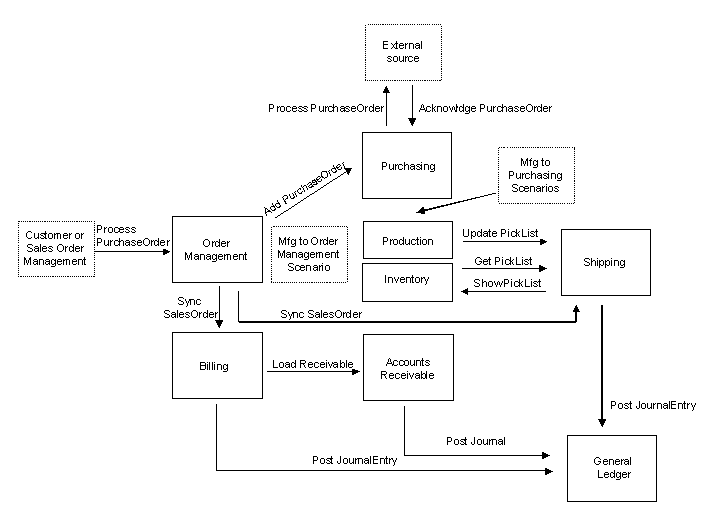 External
source
Process PurchaseOrder
Acknowldge PurchaseOrder
Purchasing
Mfg to
Purchasing
Scenarios
Add PurchaseOrder
Customer or
Sales Order
Management
Process
PurchaseOrder
Order
Management
Mfg to Order
Management
Scenario
Production
Update PickList
Inventory
Get PickList
ShowPickList
Shipping
Sync
SalesOrder
Sync SalesOrder
Billing
Load Receivable
Accounts
Receivable
Post JournalEntry
Post Journal
Post JournalEntry
General
Ledger